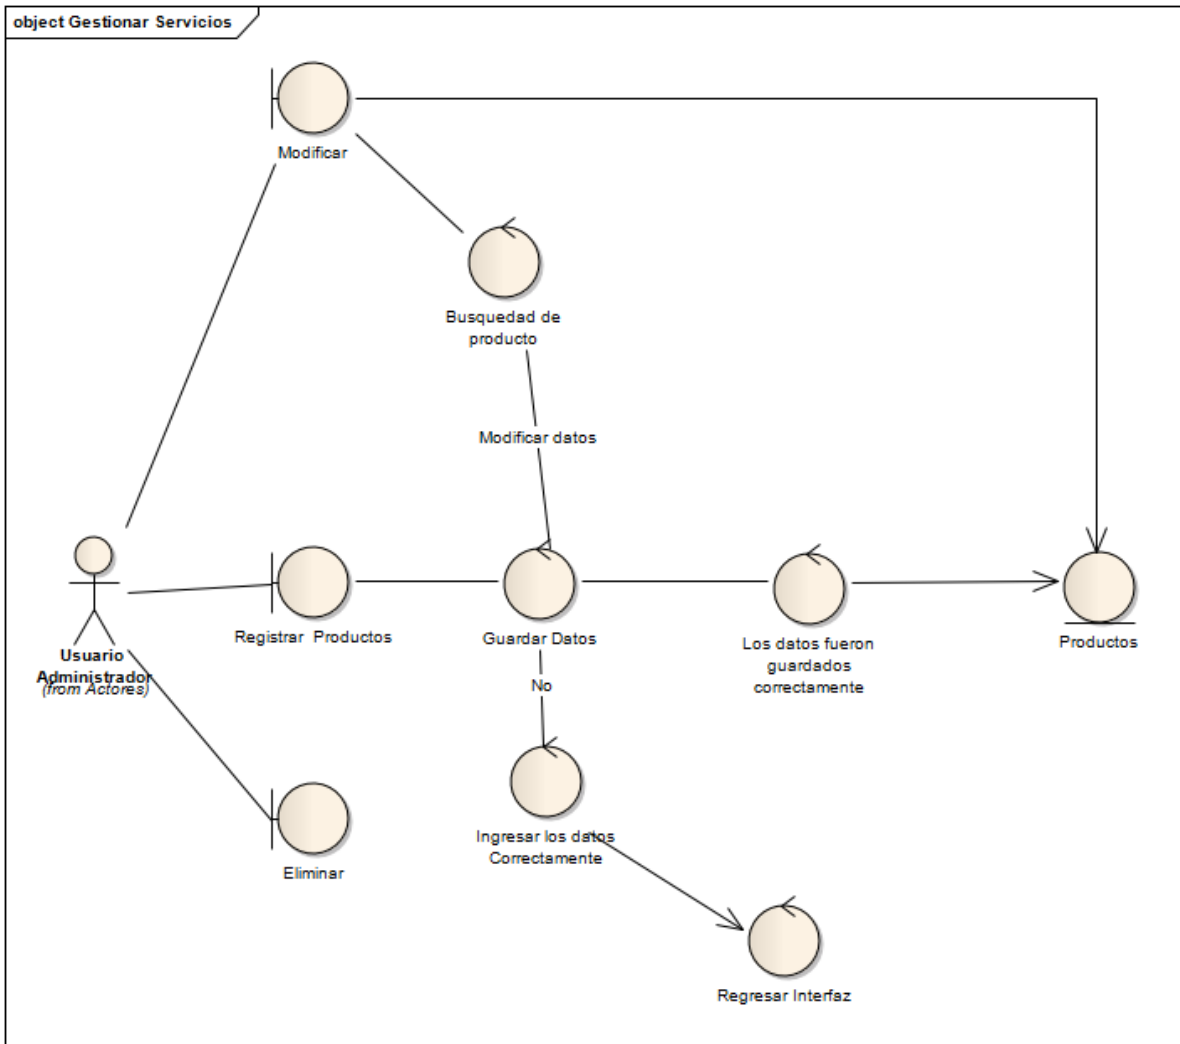 object Gestionar Servicios
Modificar
Busquedad de
producto
Modificar datos
Registrar  Productos
Guardar Datos
Los datos fueron
guardados
correctamente
Productos
Usuario
Administrador
(from Actores)
No
Ingresar los datos
Correctamente
Eliminar
Regresar Interfaz